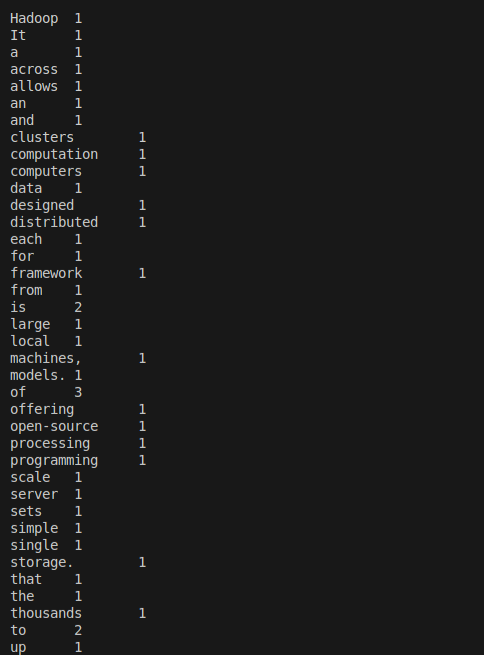 Hadoop	1
It	1
a	1
across	1
allows	1
an	1
and	1
clusters	1
computation	1
computers	1
data	1
designed	1
distributed	1
each	1
for	1
framework	1
from	1
is	2
large	1
local	1
machines,	1
models.	1
of	3
offering	1
open-source	1
processing	1
programming	1
scale	1
server	1
sets	1
simple	1
single	1
storage.	1
that	1
the	1
thousands	1
to	2
up	1